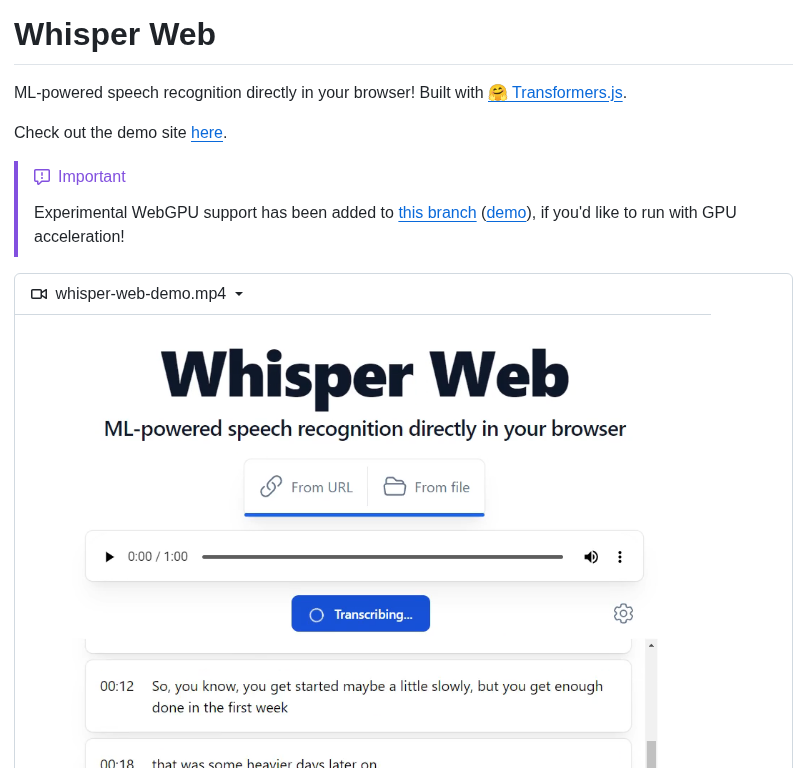 Whisper Web
ML-powered speech recognition directly in your browser! Built with 🤗 Transformers.js.
Check out the demo site here.
Important
Experimental WebGPU support has been added to this branch (demo), if you'd like to run with GPU
acceleration!
whisper-web-demo.mp4
Whisper Web
ML-powered speech recognition directly in your browser
From URL
From file
0:00 / 1:00
Transcribing...
00:12 So, you know, you get started maybe a little slowly, but you get enough
done in the first week
00:18 that was some heavier days later on